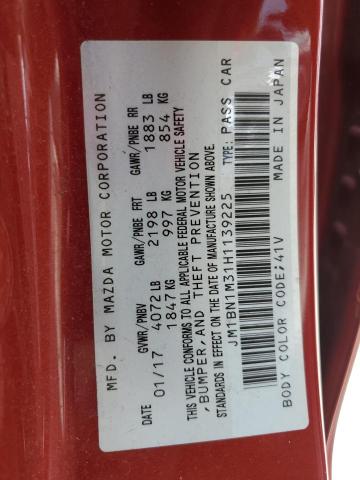 MFD. BY MAZDA MOTOR CORPORATION
GVWR/PNBV GAWR/PNBE FRT GAWR/PNBE RR
DATE 4072 LB 2198 LB 1883 LB
01/17 1847 KG 997 KG 854 KG
THIS VEHICLE CONFORMS TO ALL APPLICABLE FEDERAL MOTOR VEHICLE SAFETY
,BUMPER,AND THEFT PREVENTION
STANDARDS IN EFFECT ON THE DATE OF MANUFACTURE SHOWN ABOVE.
JM1BN1M31H1139225 TYPE: PASS CAR
BODY COLOR CODE;41V MADE IN JAPAN